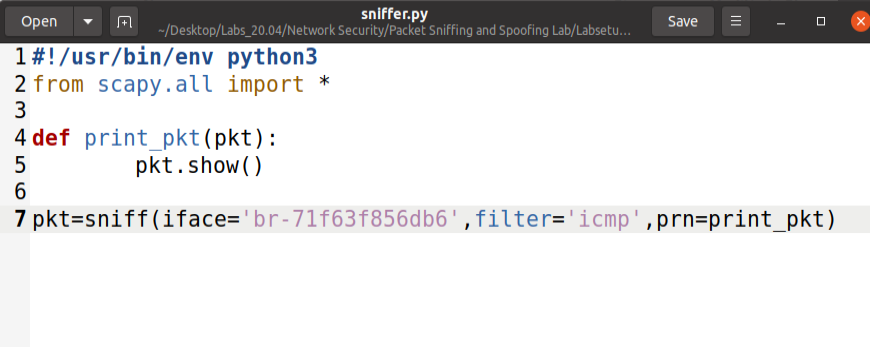 Open
sniffer.py
~/Desktop/Labs_20.04/Network Security/Packet Sniffing and Spoofing Lab/Labsetu…
Save
1 #!/usr/bin/env python3
2 from scapy.all import *
3
4 def print_pkt(pkt):
5         pkt.show()
6
7 pkt=sniff(iface='br-71f63f856db6',filter='icmp',prn=print_pkt)